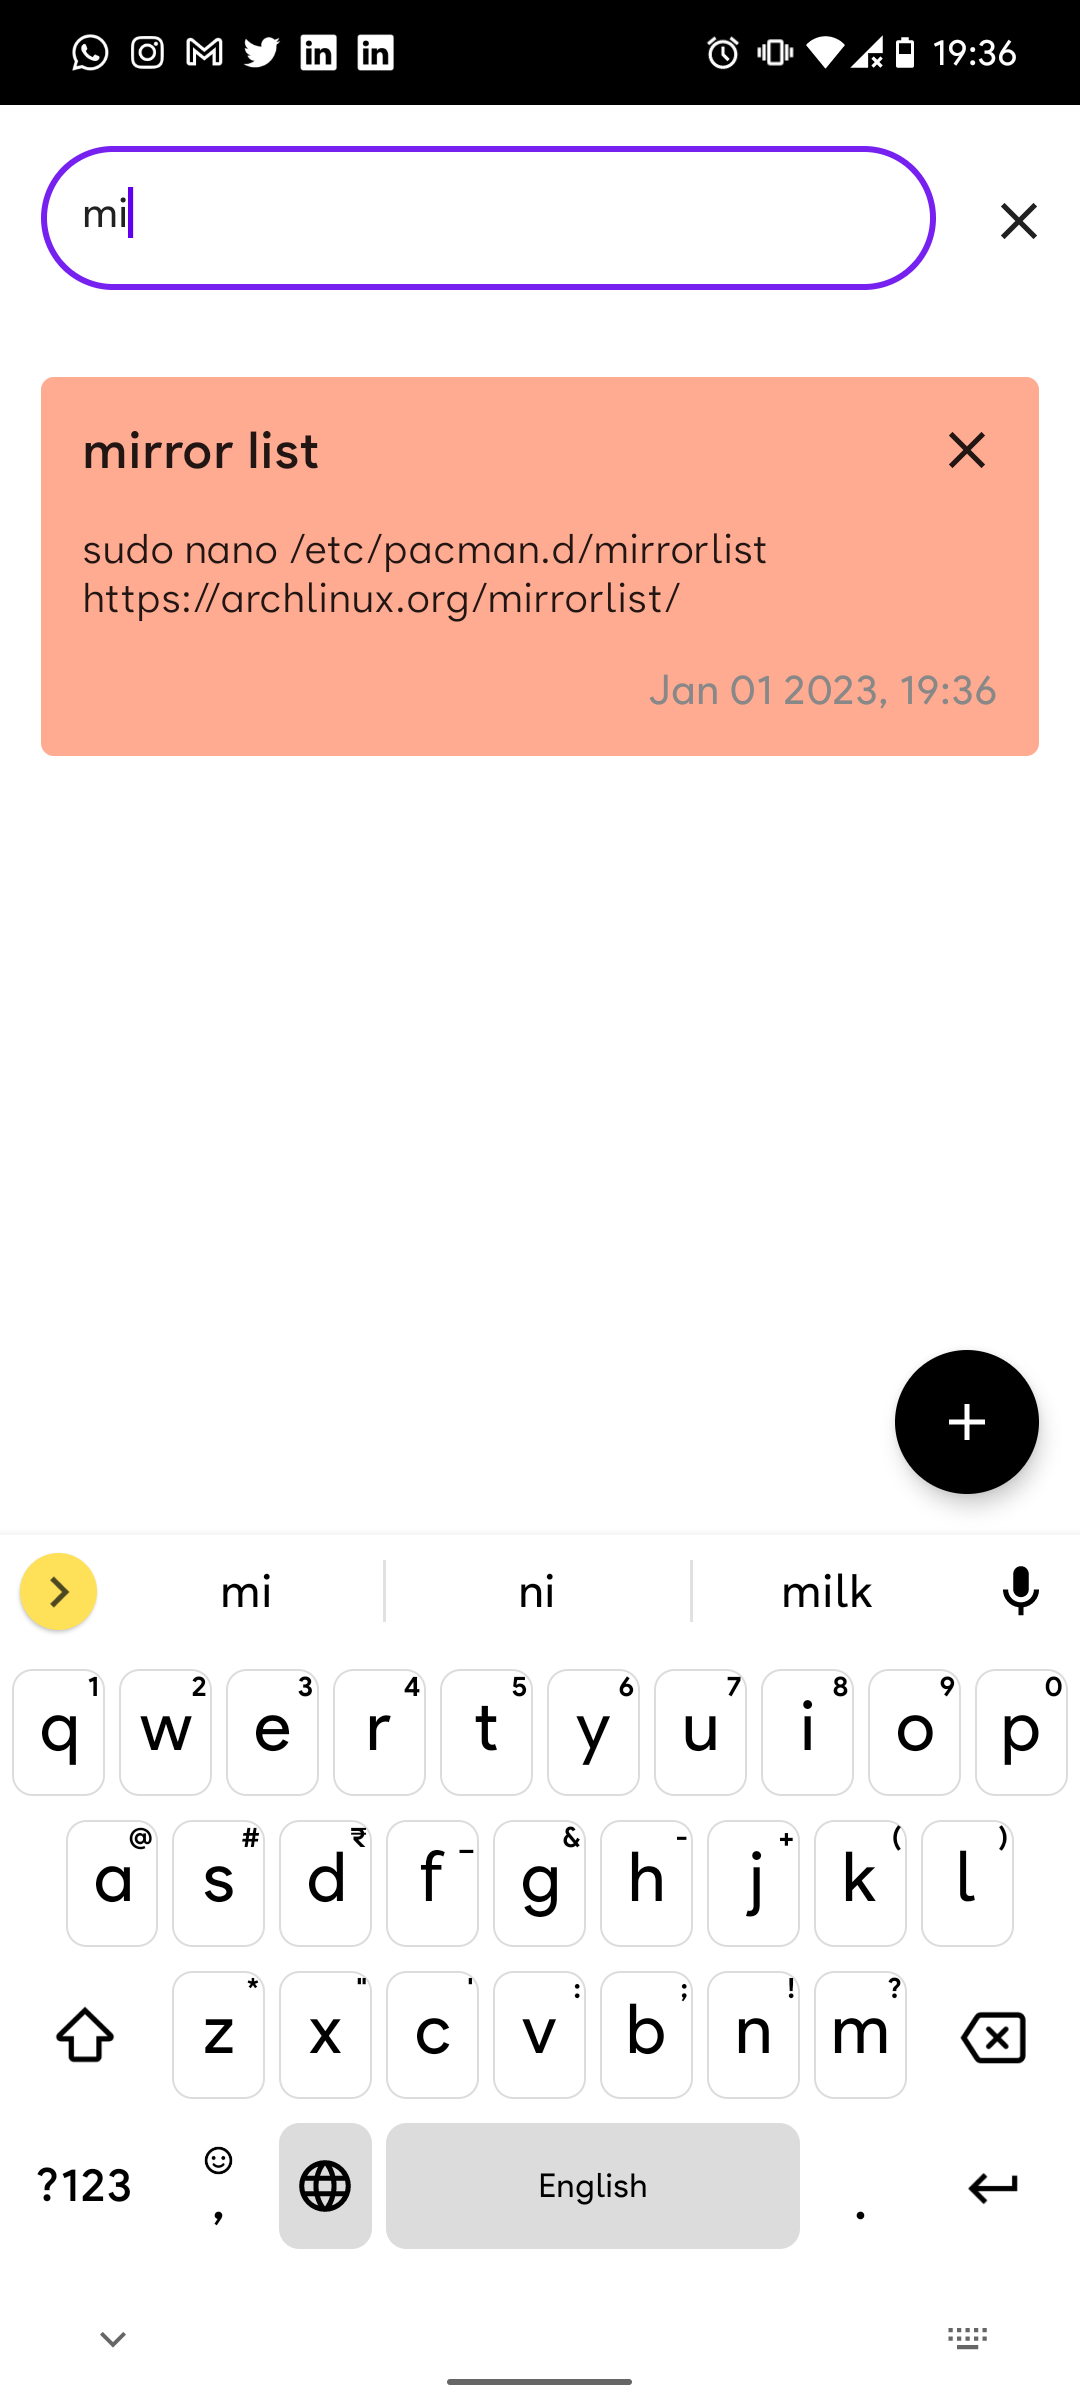 19:36
mi
mirror list
sudo nano /etc/pacman.d/mirrorlist
https://archlinux.org/mirrorlist/
Jan 01 2023, 19:36
mi ni milk
1 2 3 4 5 6 7 8 9 0
q w e r t y u i o p
@ # ₹ _ & - + ( )
a s d f g h j k l
* " ' : ; ! ?
z x c v b n m
?123 , English .